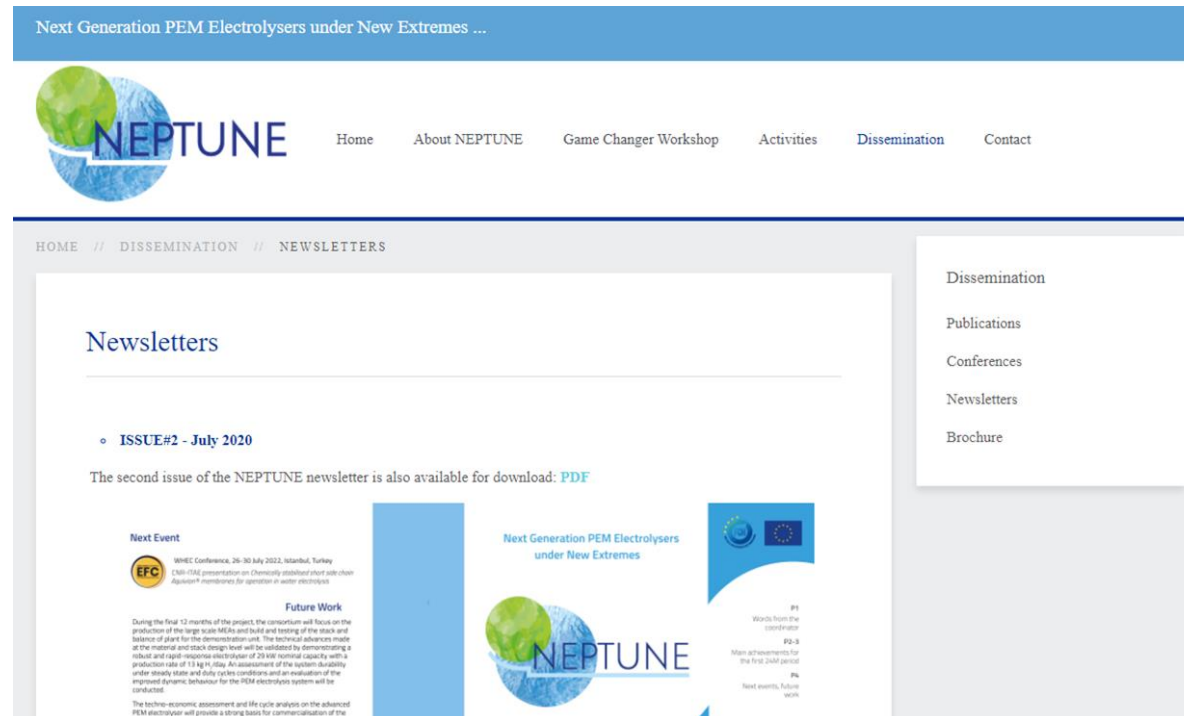 Next Generation PEM Electrolysers under New Extremes ...
NEPTUNE
Home About NEPTUNE Game Changer Workshop Activities Dissemination Contact
HOME // DISSEMINATION // NEWSLETTERS
Newsletters
ISSUE#2 - July 2020
The second issue of the NEPTUNE newsletter is also available for download: PDF
Next Event
EFC
WHEC Conference, 26-30 July 2022, Istanbul, Turkey
CNR-ITAE presentation on Chemically stabilised short side chain
Aquivion® membranes for operation in water electrolysis
Future Work
During the final 12 months of the project, the consortium will focus on the
production of the large scale MEAs and build and testing of the stack and
balance of plant for the demonstration unit. The technical advances made
at the material and stack design level will be validated by demonstrating a
robust and rapid-response electrolyser of 29 kW nominal capacity with a
production rate of 13 kg H₂/day. An assessment of the system durability
under steady state and duty cycles conditions and an evaluation of the
improved dynamic behaviour for the PEM electrolysis system will be
conducted.
The techno-economic assessment and life cycle analysis on the advanced
PEM electrolyser will provide a strong basis for commercialisation of the
Next Generation PEM Electrolysers
under New Extremes
NEPTUNE
P1
Words from the
coordinator
P2-3
Main achievements for
the first 24M period
P4
Next events, future
work
Dissemination
Publications
Conferences
Newsletters
Brochure